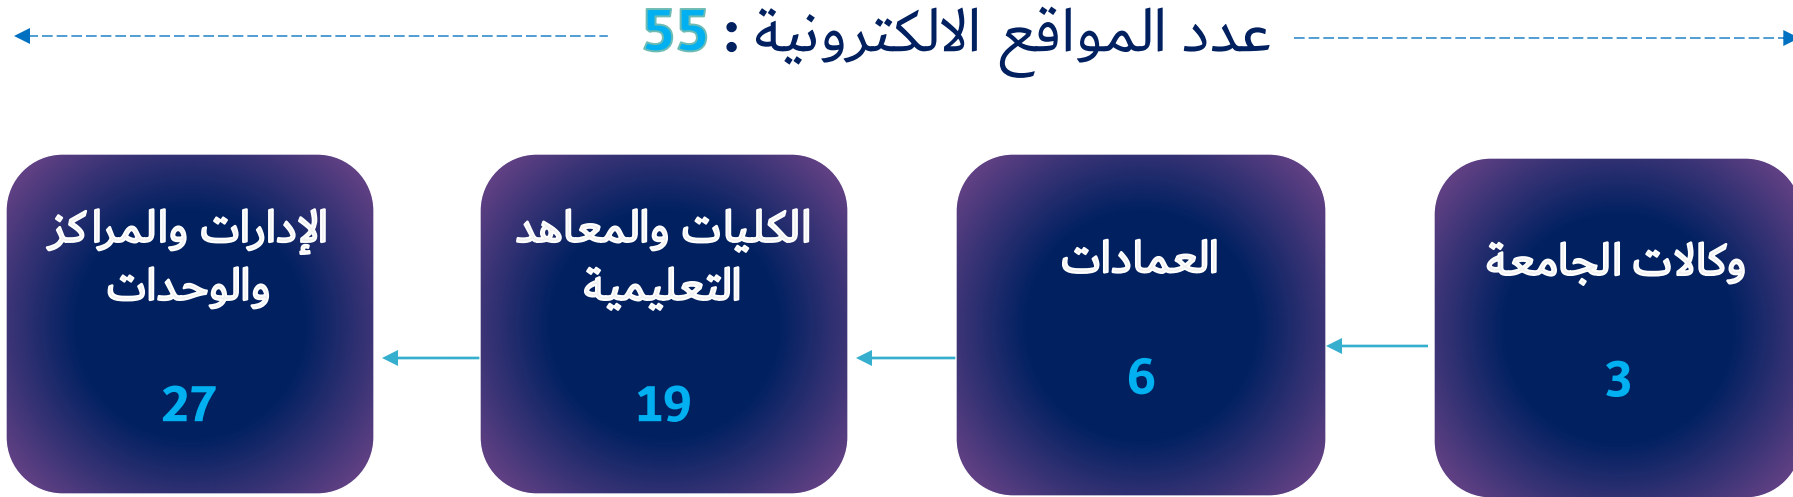 عدد المواقع الالكترونية : 55
وكالات الجامعة
3
العمادات
6
الكليات والمعاهد
التعليمية
19
الإدارات والمراكز
والوحدات
27